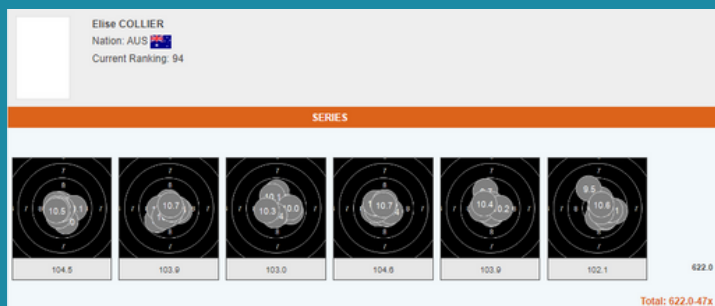 Elise COLLIER
Nation: AUS
Current Ranking: 94
SERIES
10.5
10.7
10.3 10.0
10.7
10.4
9.5
10.6
104.5 103.9 103.0 104.6 103.9 102.1 622.0
Total: 622.0-47x